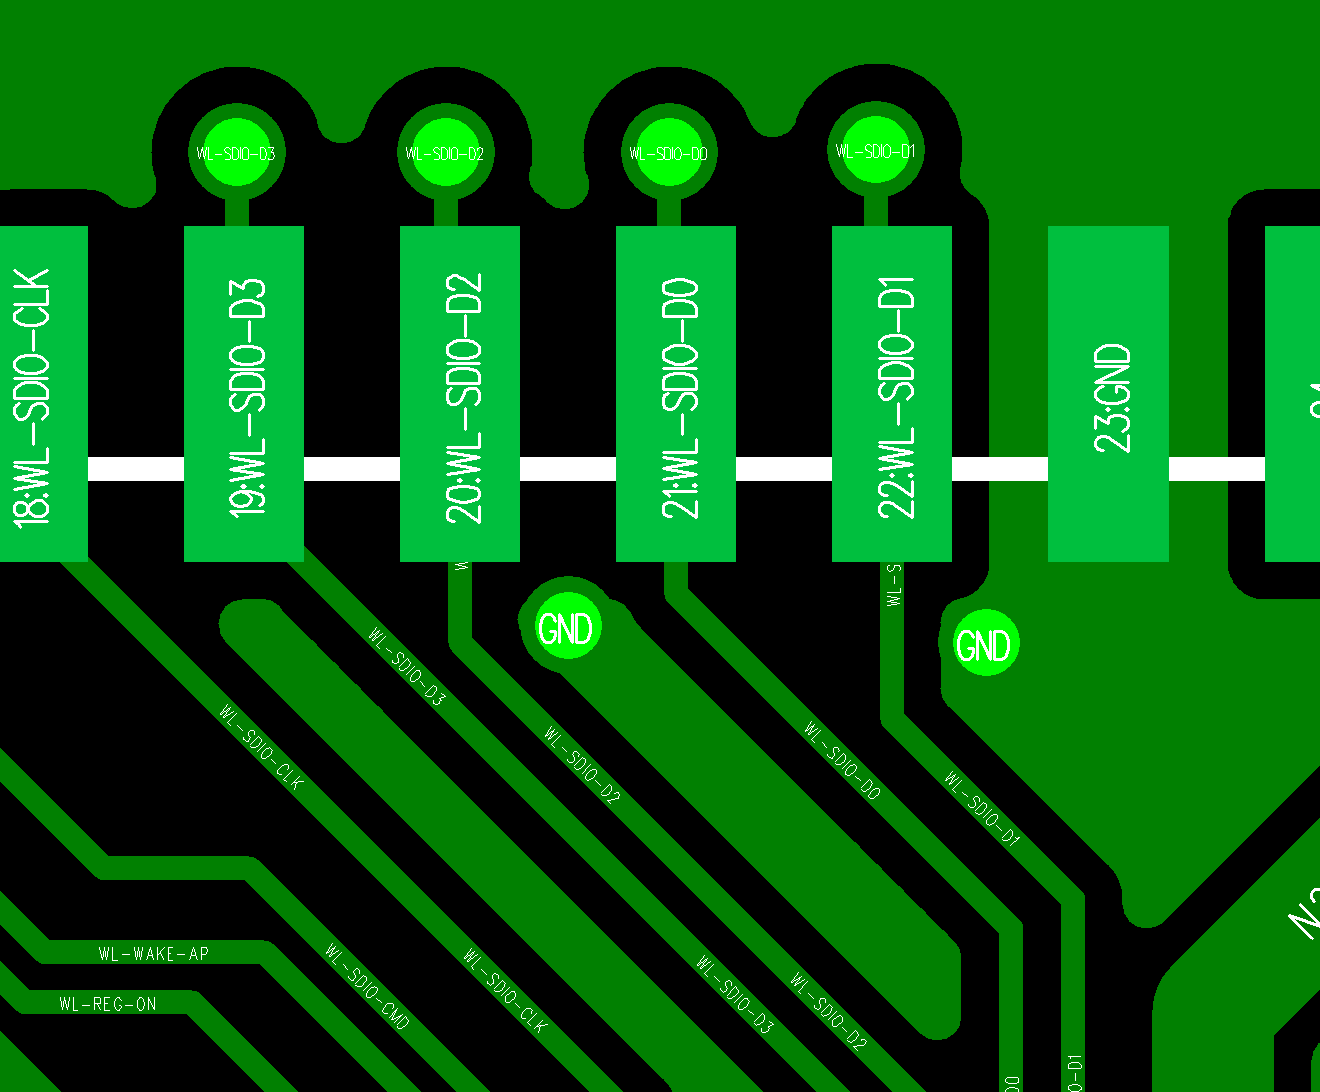 WL-SDIO-D3
WL-SDIO-D2
WL-SDIO-D0
WL-SDIO-D1
18:WL-SDIO-CLK
19:WL-SDIO-D3
20:WL-SDIO-D2
21:WL-SDIO-D0
22:WL-SDIO-D1
23:GND
WL-S
GND
GND
WL-SDIO-D3
WL-SDIO-CLK
WL-SDIO-D2
WL-SDIO-D0
WL-SDIO-D1
WL-WAKE-AP
WL-REG-ON
WL-SDIO-CMD
WL-SDIO-CLK
WL-SDIO-D3
WL-SDIO-D2
D0
O-D1